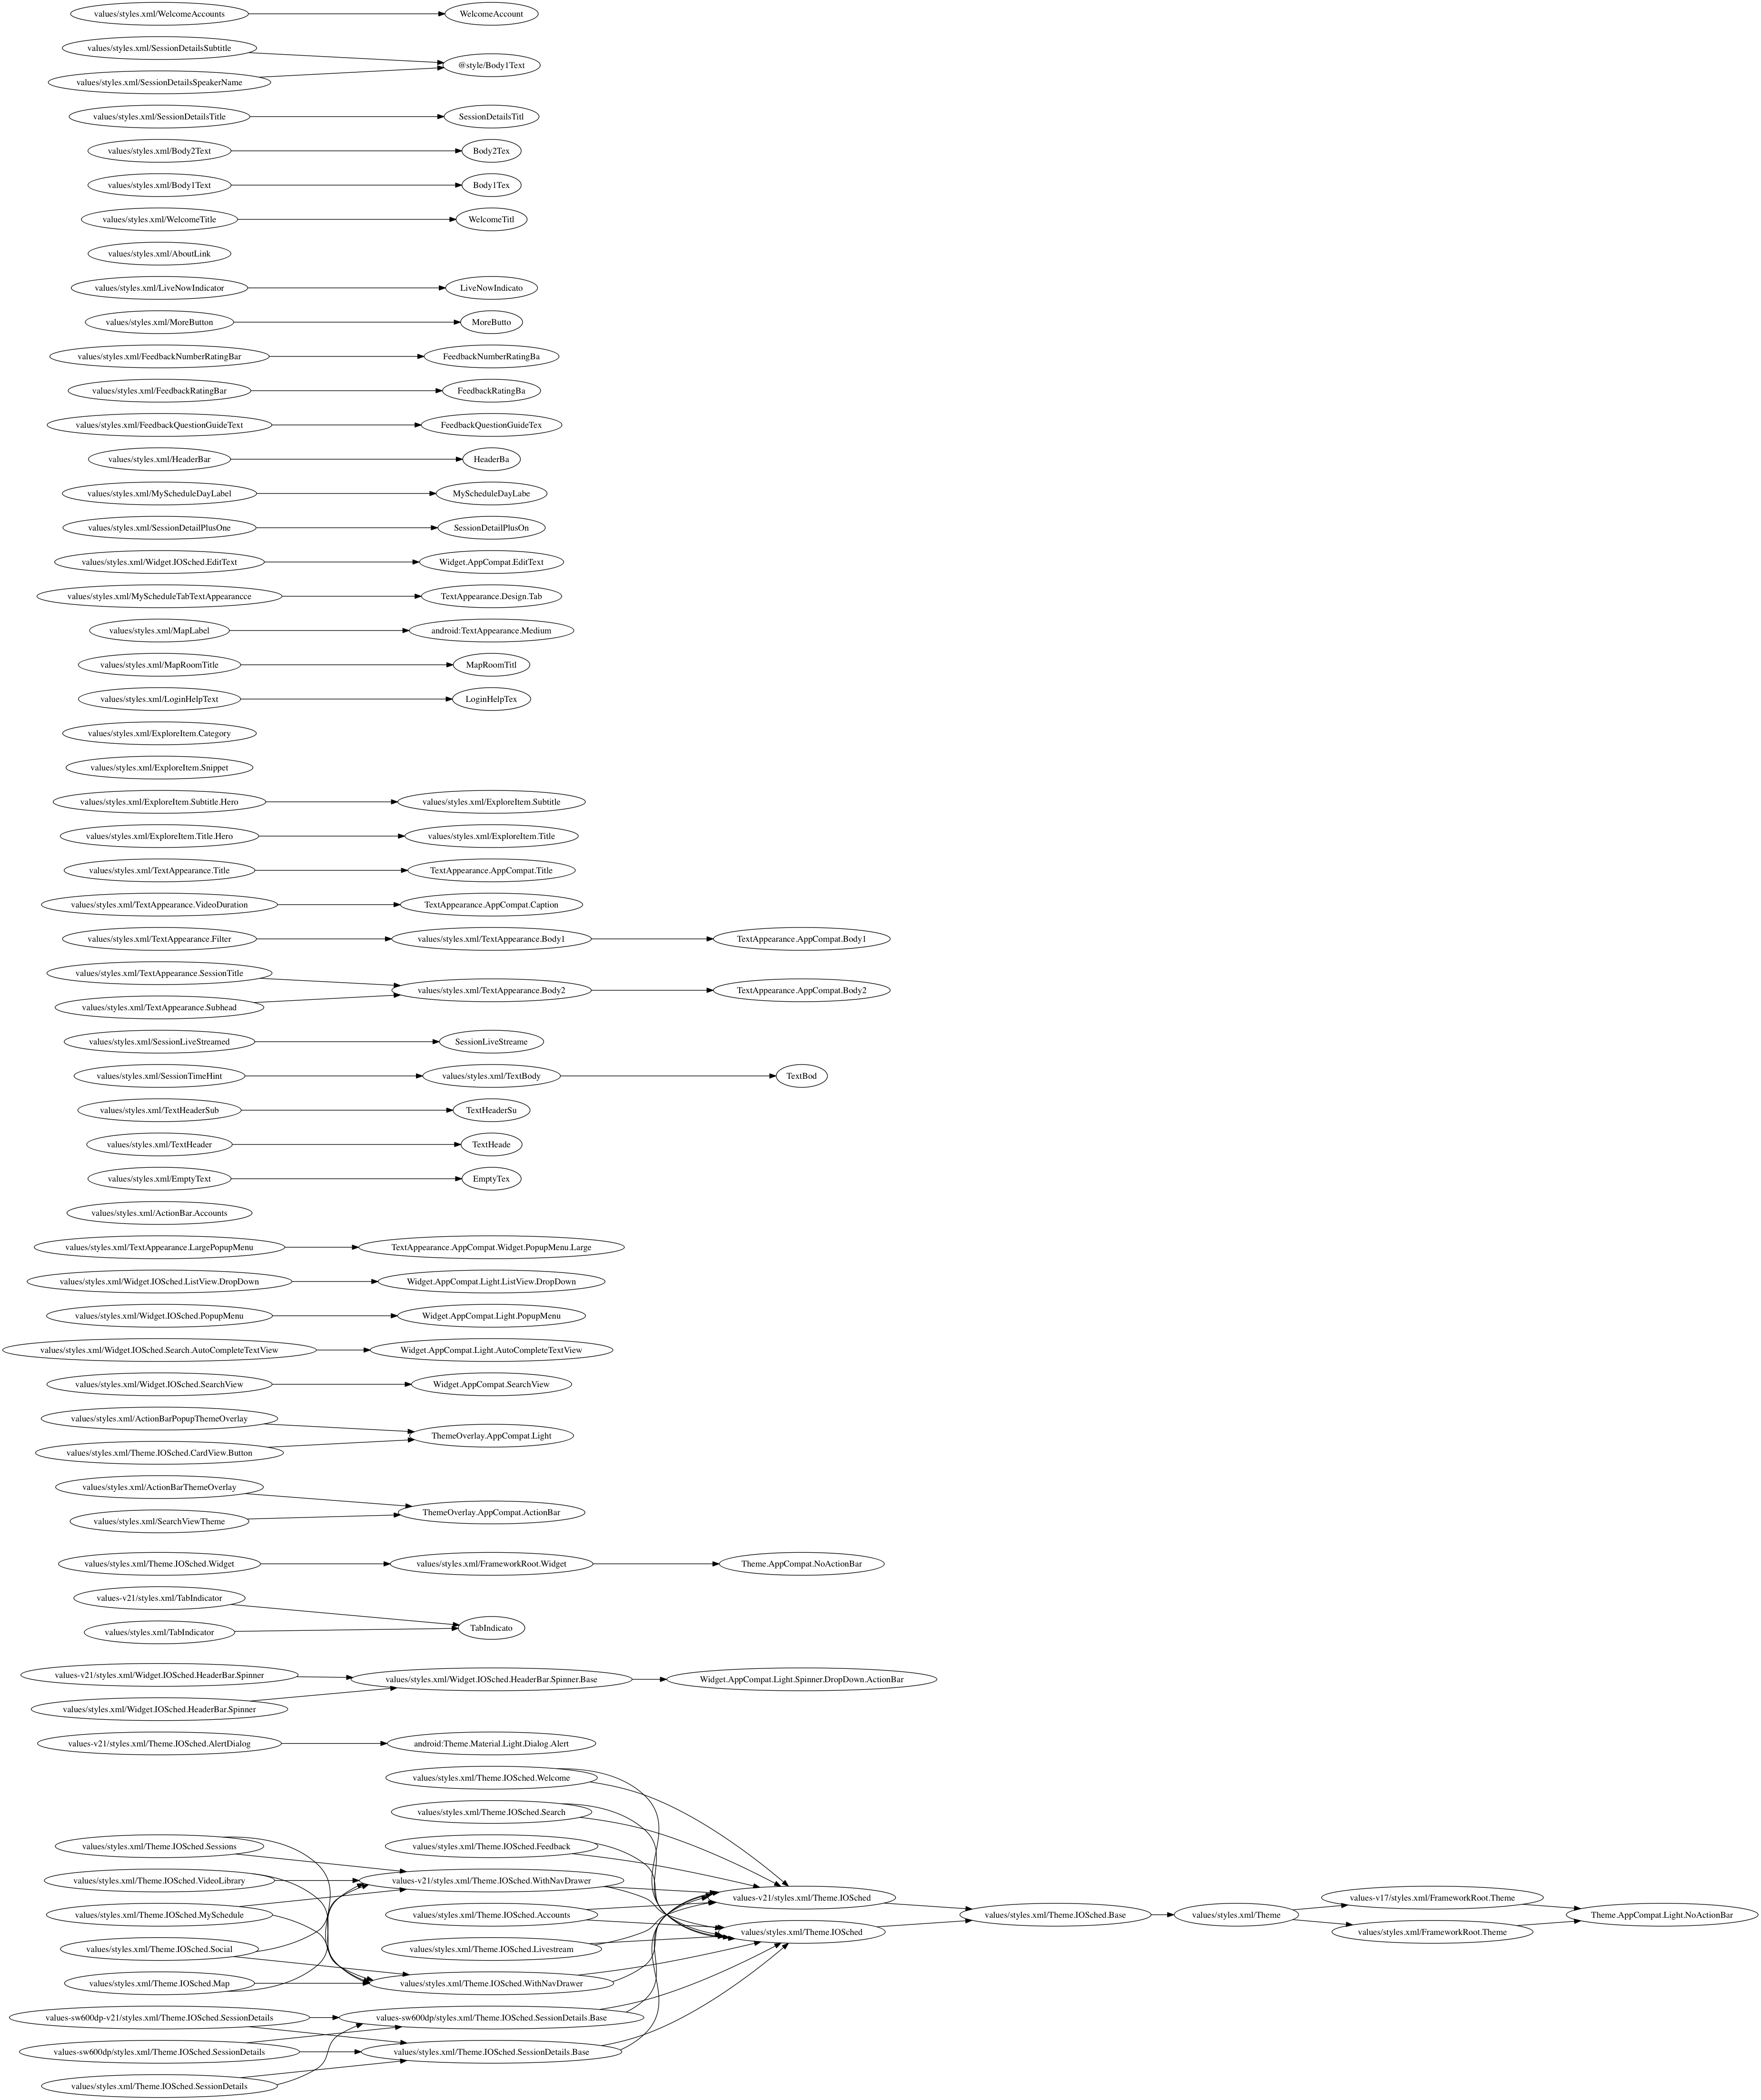 values/styles.xml/WelcomeAccounts
WelcomeAccount
values/styles.xml/SessionDetailsSubtitle
@style/Body1Text
values/styles.xml/SessionDetailsSpeakerName
values/styles.xml/SessionDetailsTitle
SessionDetailsTitl
values/styles.xml/Body2Text
Body2Tex
values/styles.xml/Body1Text
Body1Tex
values/styles.xml/WelcomeTitle
WelcomeTitl
values/styles.xml/AboutLink
values/styles.xml/LiveNowIndicator
LiveNowIndicato
values/styles.xml/MoreButton
MoreButto
values/styles.xml/FeedbackNumberRatingBar
FeedbackNumberRatingBa
values/styles.xml/FeedbackRatingBar
FeedbackRatingBa
values/styles.xml/FeedbackQuestionGuideText
FeedbackQuestionGuideTex
values/styles.xml/HeaderBar
HeaderBa
values/styles.xml/MyScheduleDayLabel
MyScheduleDayLabe
values/styles.xml/SessionDetailPlusOne
SessionDetailPlusOn
values/styles.xml/Widget.IOSched.EditText
Widget.AppCompat.EditText
values/styles.xml/MyScheduleTabTextAppearancce
TextAppearance.Design.Tab
values/styles.xml/MapLabel
android:TextAppearance.Medium
values/styles.xml/MapRoomTitle
MapRoomTitl
values/styles.xml/LoginHelpText
LoginHelpTex
values/styles.xml/ExploreItem.Category
values/styles.xml/ExploreItem.Snippet
values/styles.xml/ExploreItem.Subtitle.Hero
values/styles.xml/ExploreItem.Subtitle
values/styles.xml/ExploreItem.Title.Hero
values/styles.xml/ExploreItem.Title
values/styles.xml/TextAppearance.Title
TextAppearance.AppCompat.Title
values/styles.xml/TextAppearance.VideoDuration
TextAppearance.AppCompat.Caption
values/styles.xml/TextAppearance.Filter
values/styles.xml/TextAppearance.Body1
TextAppearance.AppCompat.Body1
values/styles.xml/TextAppearance.SessionTitle
values/styles.xml/TextAppearance.Body2
TextAppearance.AppCompat.Body2
values/styles.xml/TextAppearance.Subhead
values/styles.xml/SessionLiveStreamed
SessionLiveStreame
values/styles.xml/SessionTimeHint
values/styles.xml/TextBody
TextBod
values/styles.xml/TextHeaderSub
TextHeaderSu
values/styles.xml/TextHeader
TextHeade
values/styles.xml/EmptyText
EmptyTex
values/styles.xml/ActionBar.Accounts
values/styles.xml/TextAppearance.LargePopupMenu
TextAppearance.AppCompat.Widget.PopupMenu.Large
values/styles.xml/Widget.IOSched.ListView.DropDown
Widget.AppCompat.Light.ListView.DropDown
values/styles.xml/Widget.IOSched.PopupMenu
Widget.AppCompat.Light.PopupMenu
values/styles.xml/Widget.IOSched.Search.AutoCompleteTextView
Widget.AppCompat.Light.AutoCompleteTextView
values/styles.xml/Widget.IOSched.SearchView
Widget.AppCompat.SearchView
values/styles.xml/ActionBarPopupThemeOverlay
ThemeOverlay.AppCompat.Light
values/styles.xml/Theme.IOSched.CardView.Button
values/styles.xml/ActionBarThemeOverlay
ThemeOverlay.AppCompat.ActionBar
values/styles.xml/SearchViewTheme
values/styles.xml/Theme.IOSched.Widget
values/styles.xml/FrameworkRoot.Widget
Theme.AppCompat.NoActionBar
values-v21/styles.xml/TabIndicator
TabIndicato
values/styles.xml/TabIndicator
values-v21/styles.xml/Widget.IOSched.HeaderBar.Spinner
values/styles.xml/Widget.IOSched.HeaderBar.Spinner.Base
Widget.AppCompat.Light.Spinner.DropDown.ActionBar
values/styles.xml/Widget.IOSched.HeaderBar.Spinner
values-v21/styles.xml/Theme.IOSched.AlertDialog
android:Theme.Material.Light.Dialog.Alert
values/styles.xml/Theme.IOSched.Welcome
values/styles.xml/Theme.IOSched.Search
values/styles.xml/Theme.IOSched.Sessions
values/styles.xml/Theme.IOSched.Feedback
values/styles.xml/Theme.IOSched.VideoLibrary
values-v21/styles.xml/Theme.IOSched.WithNavDrawer
values-v21/styles.xml/Theme.IOSched
values-v17/styles.xml/FrameworkRoot.Theme
values/styles.xml/Theme.IOSched.MySchedule
values/styles.xml/Theme.IOSched.Accounts
values/styles.xml/Theme.IOSched.Base
values/styles.xml/Theme
Theme.AppCompat.Light.NoActionBar
values/styles.xml/Theme.IOSched
values/styles.xml/FrameworkRoot.Theme
values/styles.xml/Theme.IOSched.Social
values/styles.xml/Theme.IOSched.Livestream
values/styles.xml/Theme.IOSched.Map
values/styles.xml/Theme.IOSched.WithNavDrawer
values-sw600dp-v21/styles.xml/Theme.IOSched.SessionDetails
values-sw600dp/styles.xml/Theme.IOSched.SessionDetails.Base
values-sw600dp/styles.xml/Theme.IOSched.SessionDetails
values/styles.xml/Theme.IOSched.SessionDetails.Base
values/styles.xml/Theme.IOSched.SessionDetails